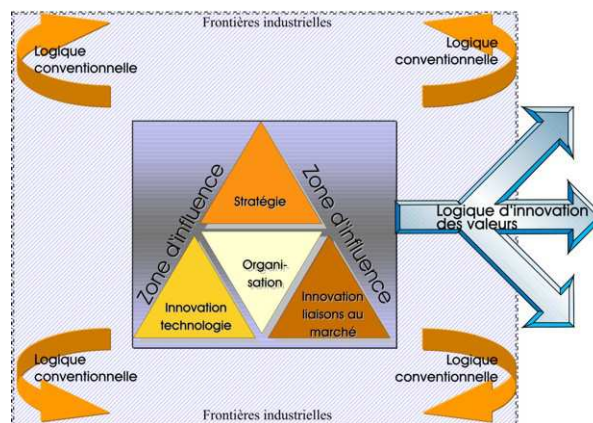 Frontières industrielles
Logique
conventionnelle
Logique
conventionnelle
Zone d'influence
Zone d'influence
Stratégie
Logique d'innovation
des valeurs
Organi-
sation
Innovation
technologie
Innovation
liaisons au
marché
Logique
conventionnelle
Logique
conventionnelle
Frontières industrielles